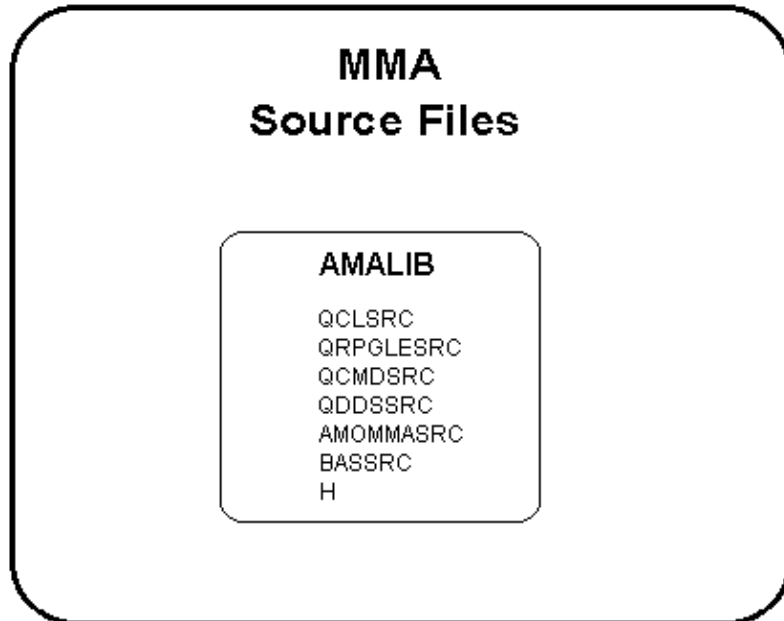 MMA
Source Files
AMALIB
QCLSRC
QRPGLESRC
QCMDSRC
QDDSSRC
AMOMMASRC
BASSRC
H